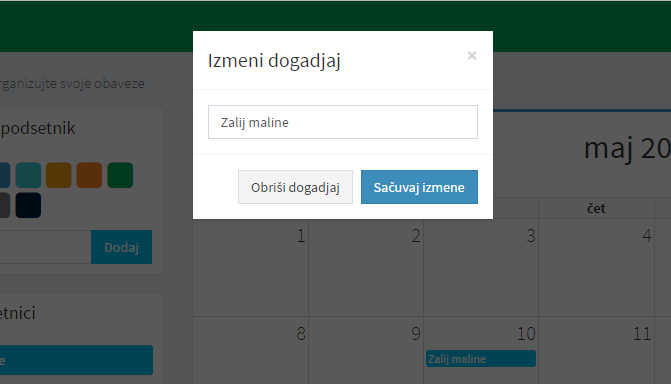 Izmeni dogadjaj
×
Zalij maline
Obriši dogadjaj
Sačuvaj izmene
rganizujte svoje obaveze
podsetnik
Dodaj
etnici
e
maj 20
čet
1
2
3
4
8
9
10
11
Zalij maline